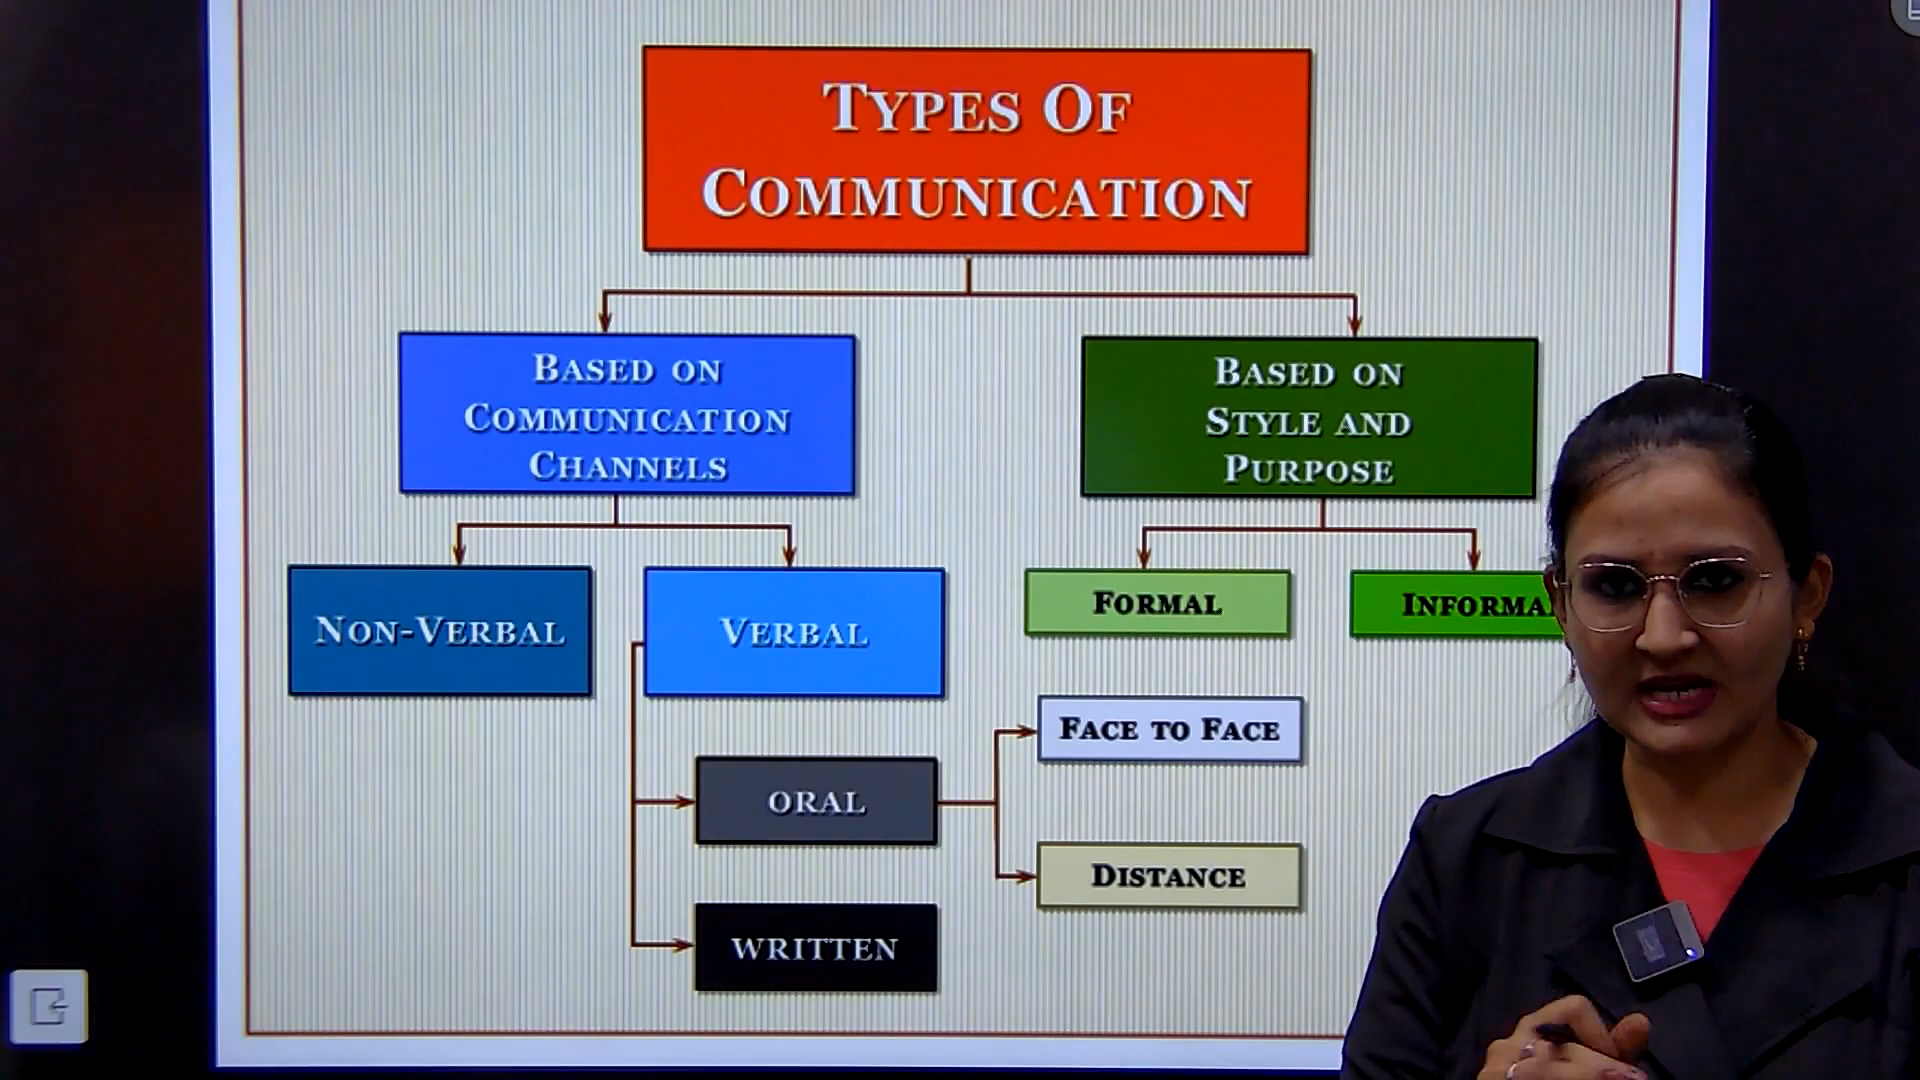 TYPES OF
COMMUNICATION
BASED ON
COMMUNICATION
CHANNELS
BASED ON
STYLE AND
PURPOSE
NON-VERBAL
VERBAL
FORMAL
FACE TO FACE
ORAL
DISTANCE
WRITTEN